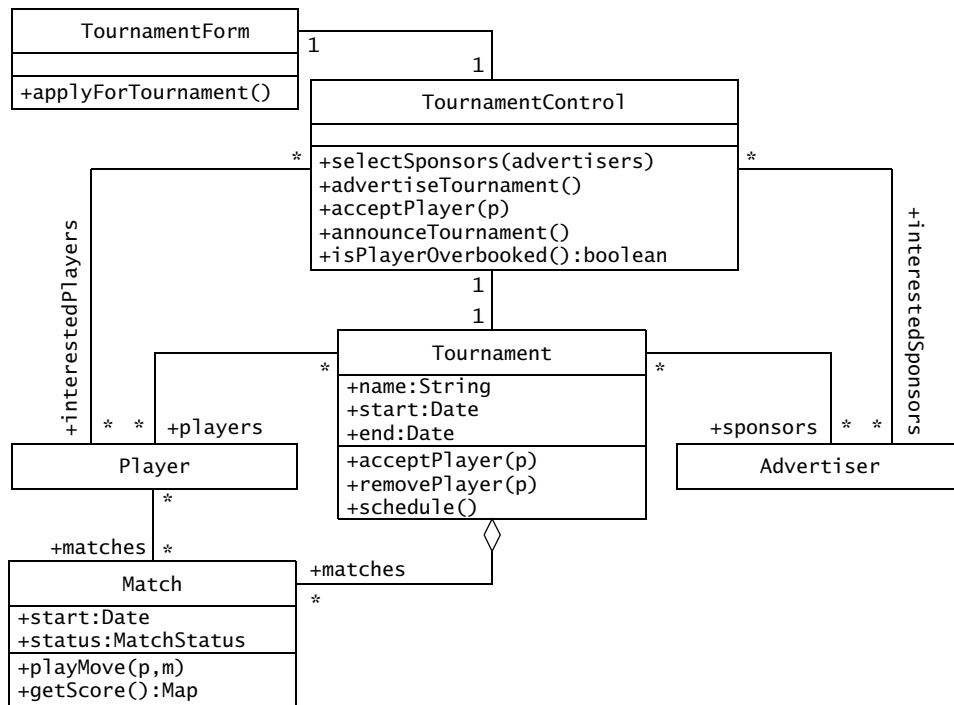 TournamentForm
+applyForTournament()
1
1
TournamentControl
+selectSponsors(advertisers)
+advertiseTournament()
+acceptPlayer(p)
+announceTournament()
+isPlayerOverbooked():boolean
*
*
+interestedPlayers
+interestedSponsors
1
1
Tournament
+name:String
+start:Date
+end:Date
+acceptPlayer(p)
+removePlayer(p)
+schedule()
*
*
* * +players
+sponsors * *
Player
Advertiser
*
+matches *
+matches
*
Match
+start:Date
+status:MatchStatus
+playMove(p,m)
+getScore():Map